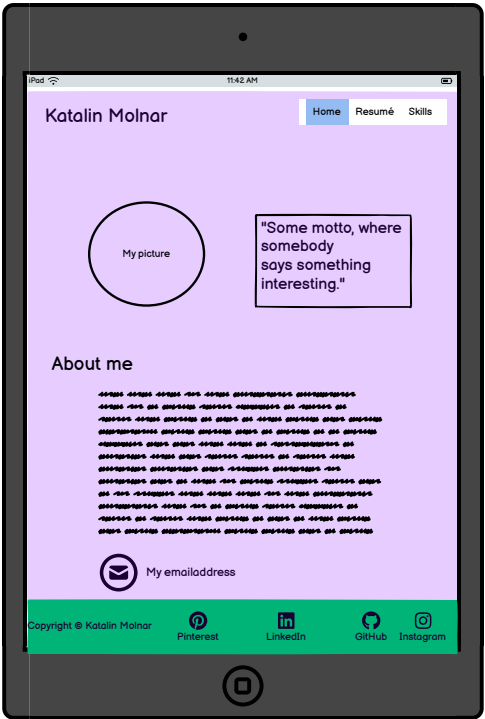 iPad 11:42 AM
Katalin Molnar
Home Resumé Skills
My picture
"Some motto, where
somebody
says something
interesting."
About me
My emailaddress
Copyright © Katalin Molnar
Pinterest LinkedIn GitHub Instagram